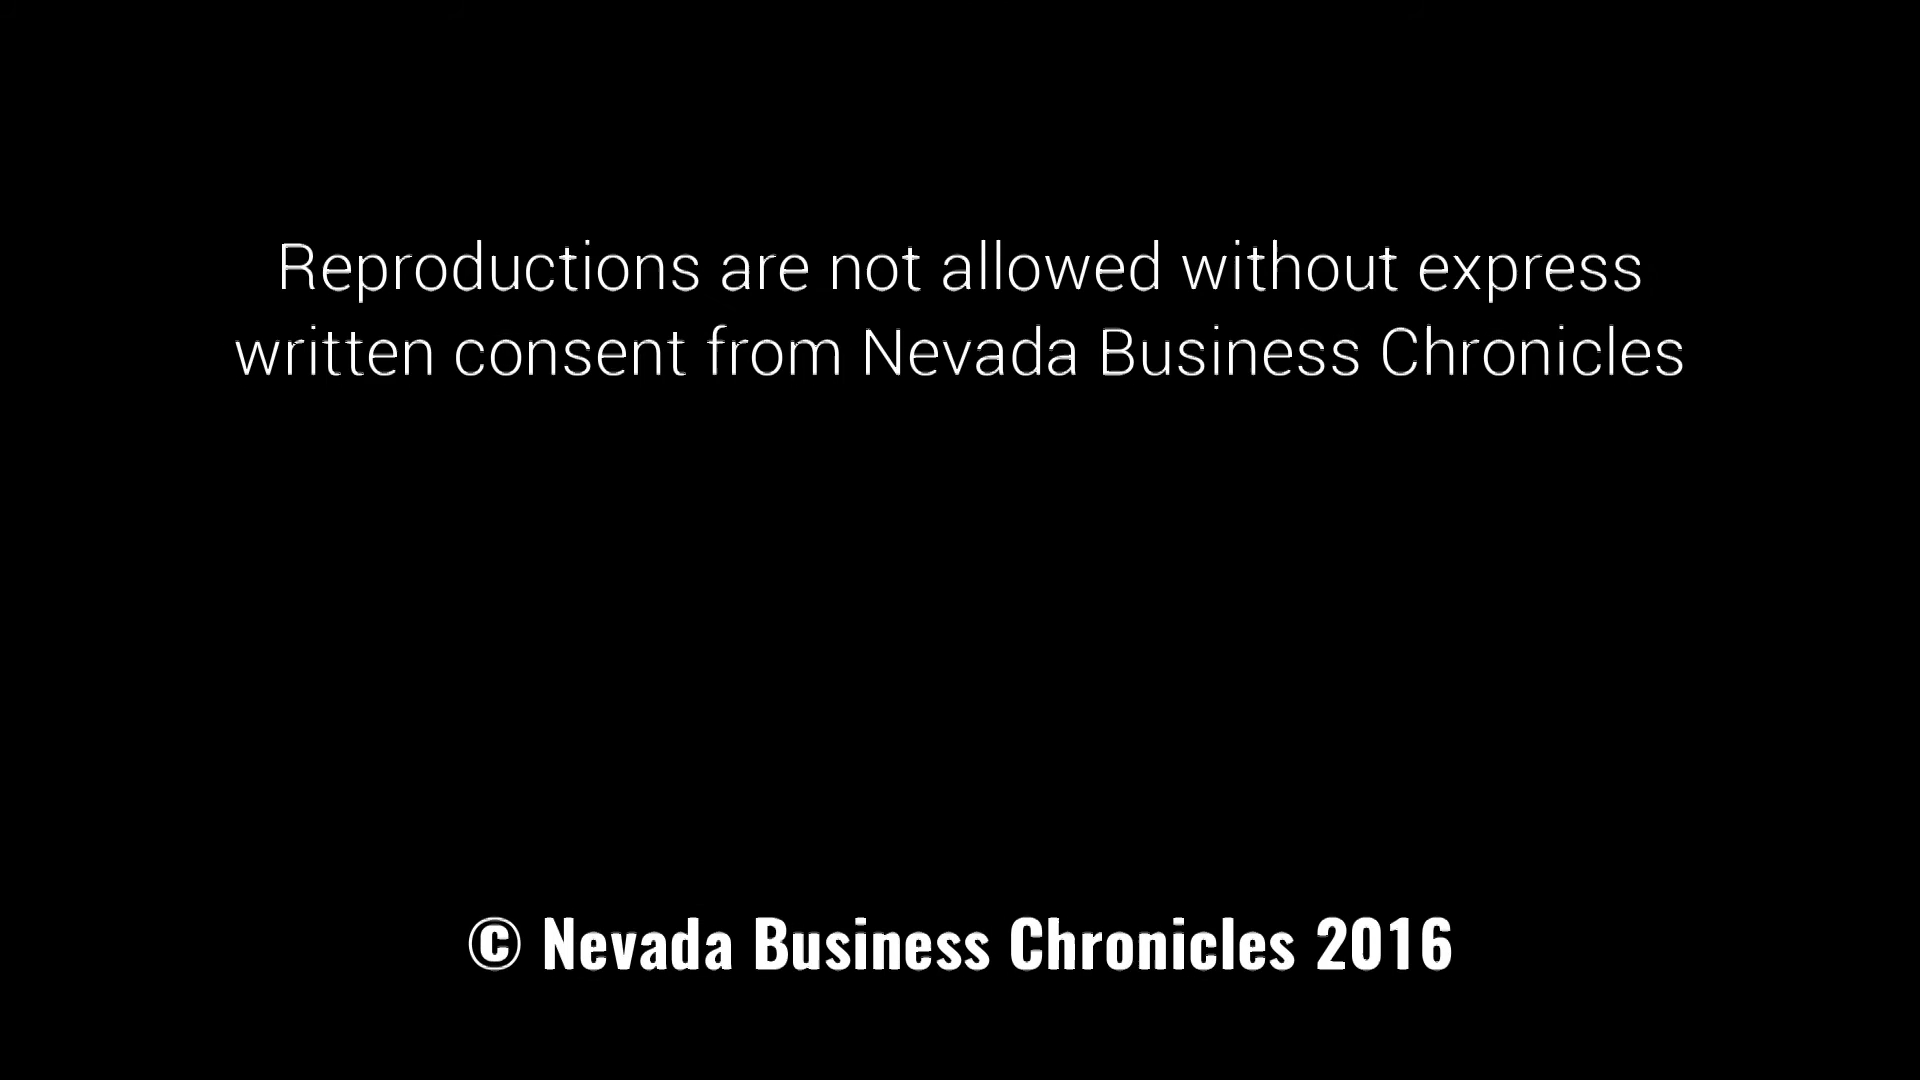 Reproductions are not allowed without express
written consent from Nevada Business Chronicles
© Nevada Business Chronicles 2016